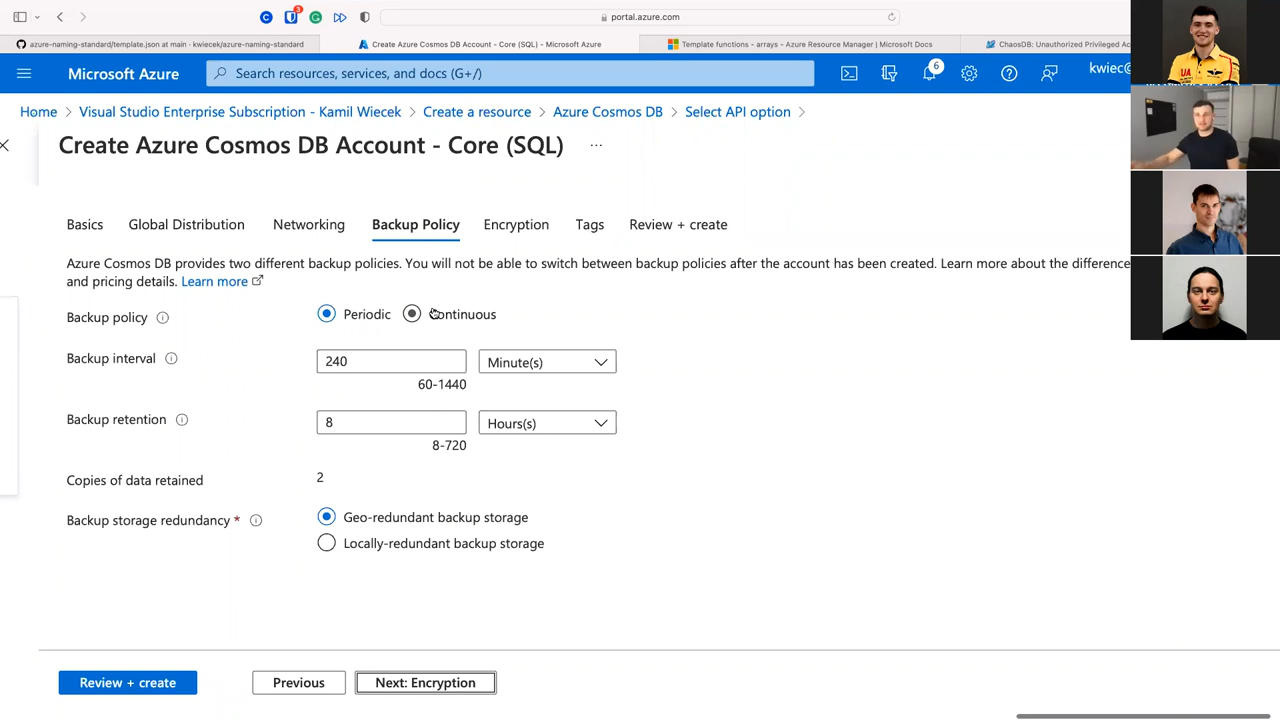 portal.azure.com
3
azure-naming-standard/template.json at main · kwiecek/azure-naming-standard
Create Azure Cosmos DB Account - Core (SQL) - Microsoft Azure
Template functions - arrays - Azure Resource Manager | Microsoft Docs
ChaosDB: Unauthorized Privileged Ac
Microsoft Azure
Search resources, services, and docs (G+/)
6
kwiec@
Home > Visual Studio Enterprise Subscription - Kamil Wiecek > Create a resource > Azure Cosmos DB > Select API option >
Create Azure Cosmos DB Account - Core (SQL) ...
Basics Global Distribution Networking Backup Policy Encryption Tags Review + create
Azure Cosmos DB provides two different backup policies. You will not be able to switch between backup policies after the account has been created. Learn more about the difference
and pricing details. Learn more
Backup policy Periodic Continuous
Backup interval 240 Minute(s)
60-1440
Backup retention 8 Hours(s)
8-720
Copies of data retained 2
Backup storage redundancy * Geo-redundant backup storage
Locally-redundant backup storage
Review + create Previous Next: Encryption